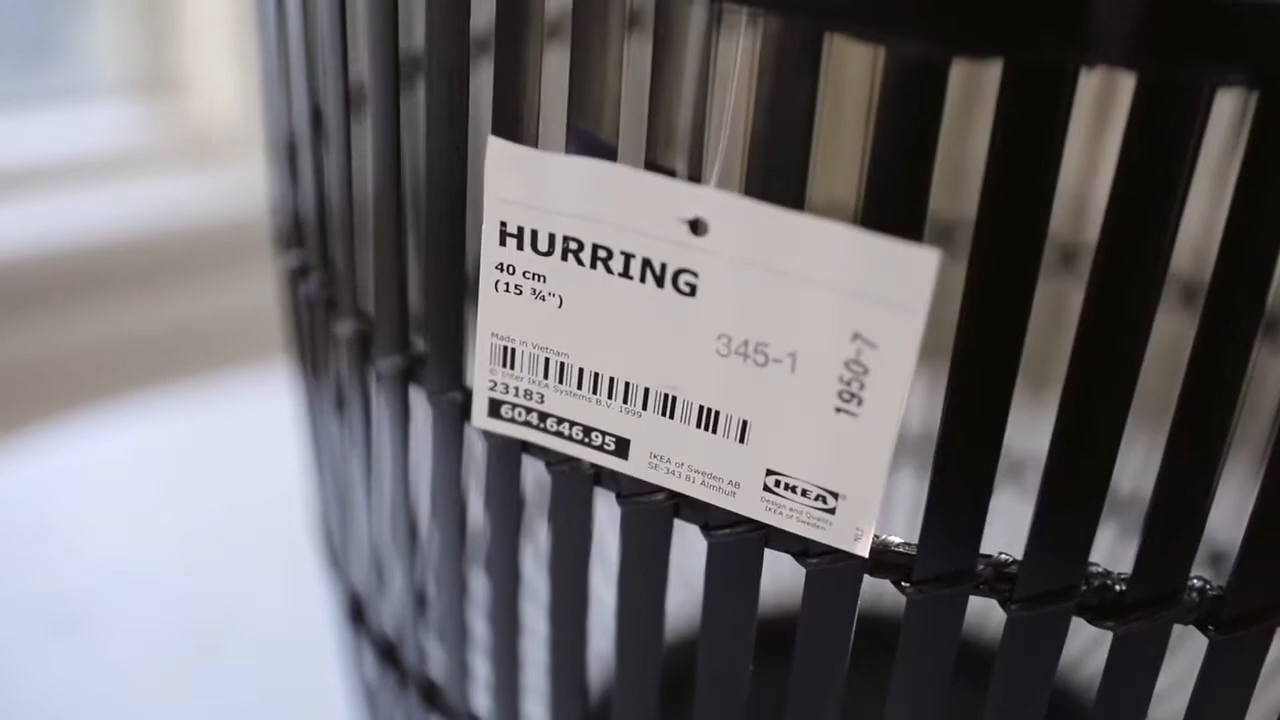 HURRING
40 cm
(15 ¾")
345-1
1950-7
Made in Vietnam
© Inter IKEA Systems B.V. 1999
23183
604.646.95
IKEA of Sweden AB
SE-343 81 Älmhult
IKEA®
Design and Quality
IKEA of Sweden